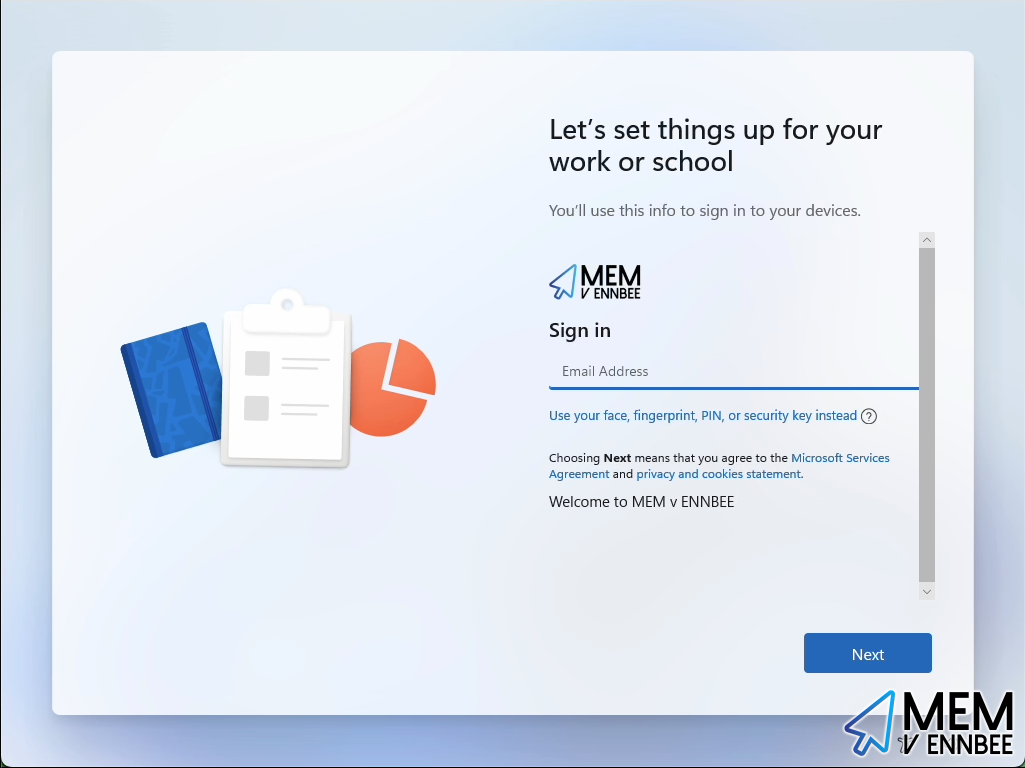 Let’s set things up for your
work or school
You’ll use this info to sign in to your devices.
MEM
V ENNBEE
Sign in
Email Address
Use your face, fingerprint, PIN, or security key instead ?
Choosing Next means that you agree to the Microsoft Services
Agreement and privacy and cookies statement.
Welcome to MEM v ENNBEE
Next
MEM
V ENNBEE